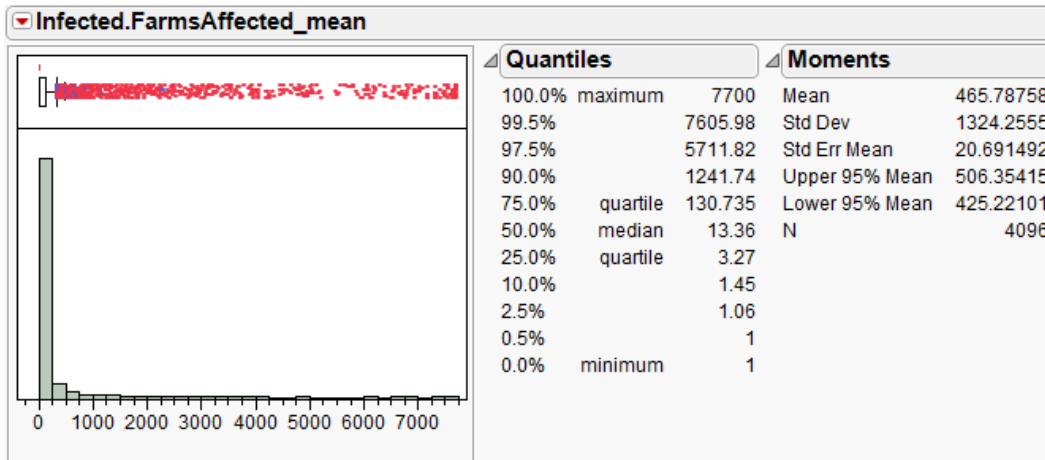 Infected.FarmsAffected_mean
Quantiles
100.0% maximum 7700
99.5% 7605.98
97.5% 5711.82
90.0% 1241.74
75.0% quartile 130.735
50.0% median 13.36
25.0% quartile 3.27
10.0% 1.45
2.5% 1.06
0.5% 1
0.0% minimum 1
Moments
Mean 465.78758
Std Dev 1324.2555
Std Err Mean 20.691492
Upper 95% Mean 506.35415
Lower 95% Mean 425.22101
N 4096
0 1000 2000 3000 4000 5000 6000 7000